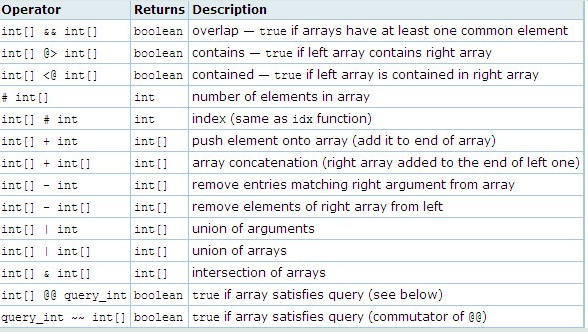 Operator Returns Description
int[] && int[] boolean overlap — true if arrays have at least one common element
int[] @> int[] boolean contains — true if left array contains right array
int[] <@ int[] boolean contained — true if left array is contained in right array
# int[] int number of elements in array
int[] # int int index (same as idx function)
int[] + int int[] push element onto array (add it to end of array)
int[] + int[] int[] array concatenation (right array added to the end of left one)
int[] - int int[] remove entries matching right argument from array
int[] - int[] int[] remove elements of right array from left
int[] | int int[] union of arguments
int[] | int[] int[] union of arrays
int[] & int[] int[] intersection of arrays
int[] @@ query_int boolean true if array satisfies query (see below)
query_int ~~ int[] boolean true if array satisfies query (commutator of @@)